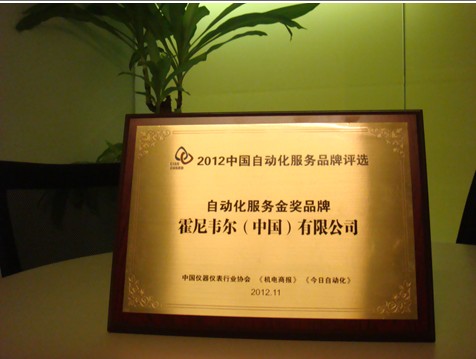 2012中国自动化服务品牌评选
自动化服务金奖品牌
霍尼韦尔（中国）有限公司
中国仪器仪表行业协会 《机电商报》 《今日自动化》
2012.11